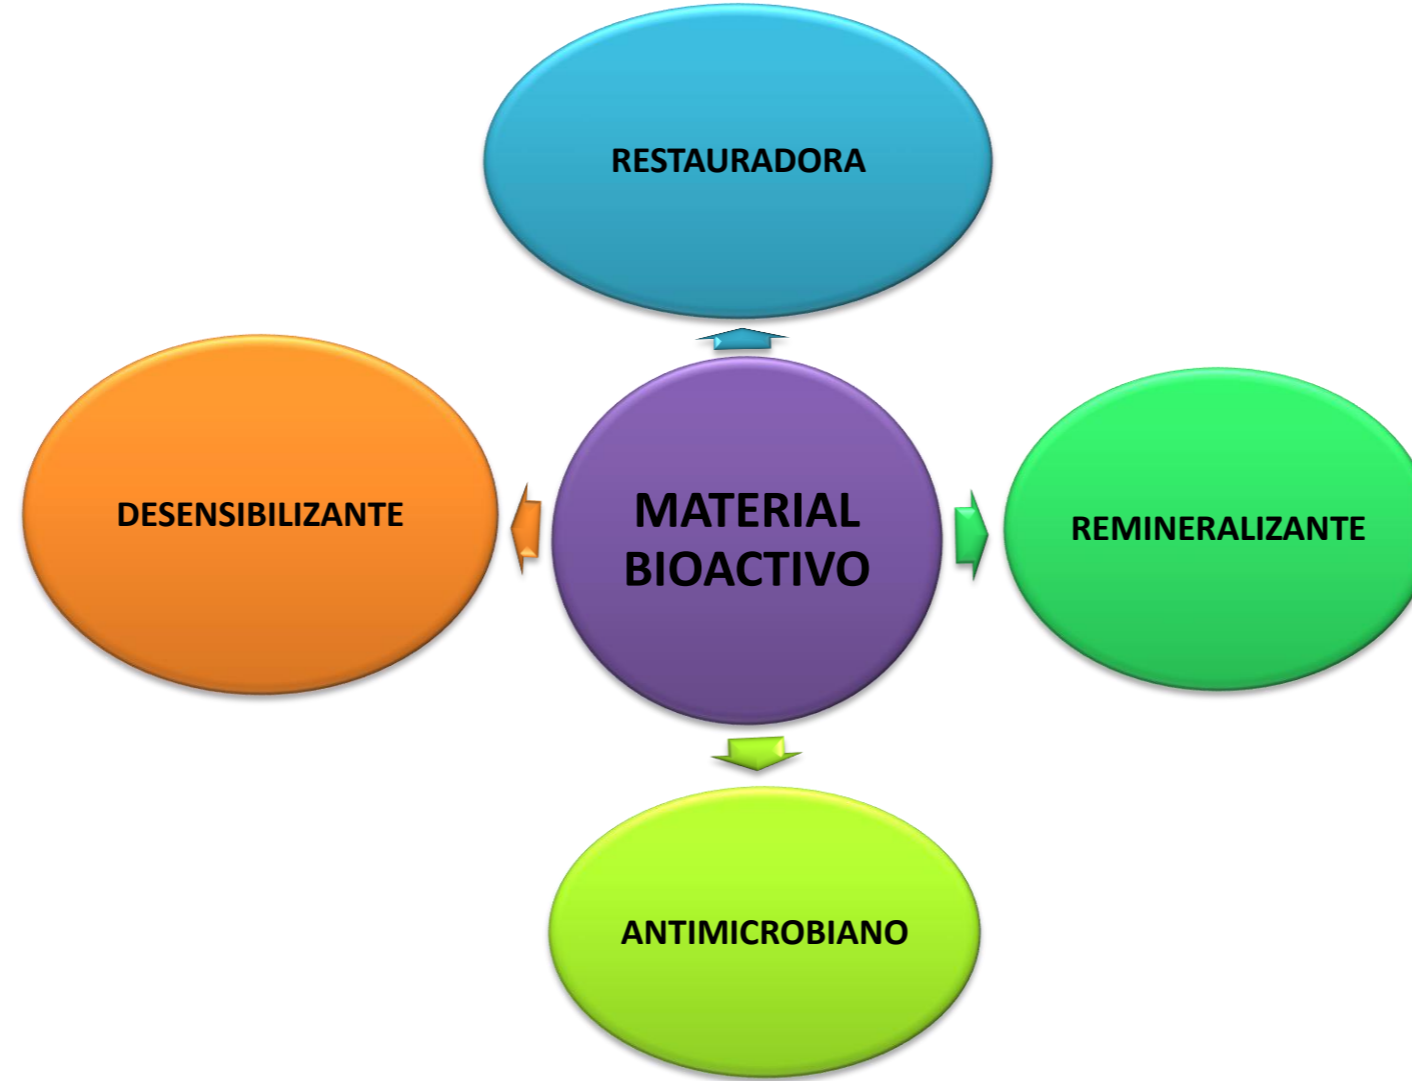 RESTAURADORA
DESENSIBILIZANTE
MATERIAL
BIOACTIVO
REMINERALIZANTE
ANTIMICROBIANO